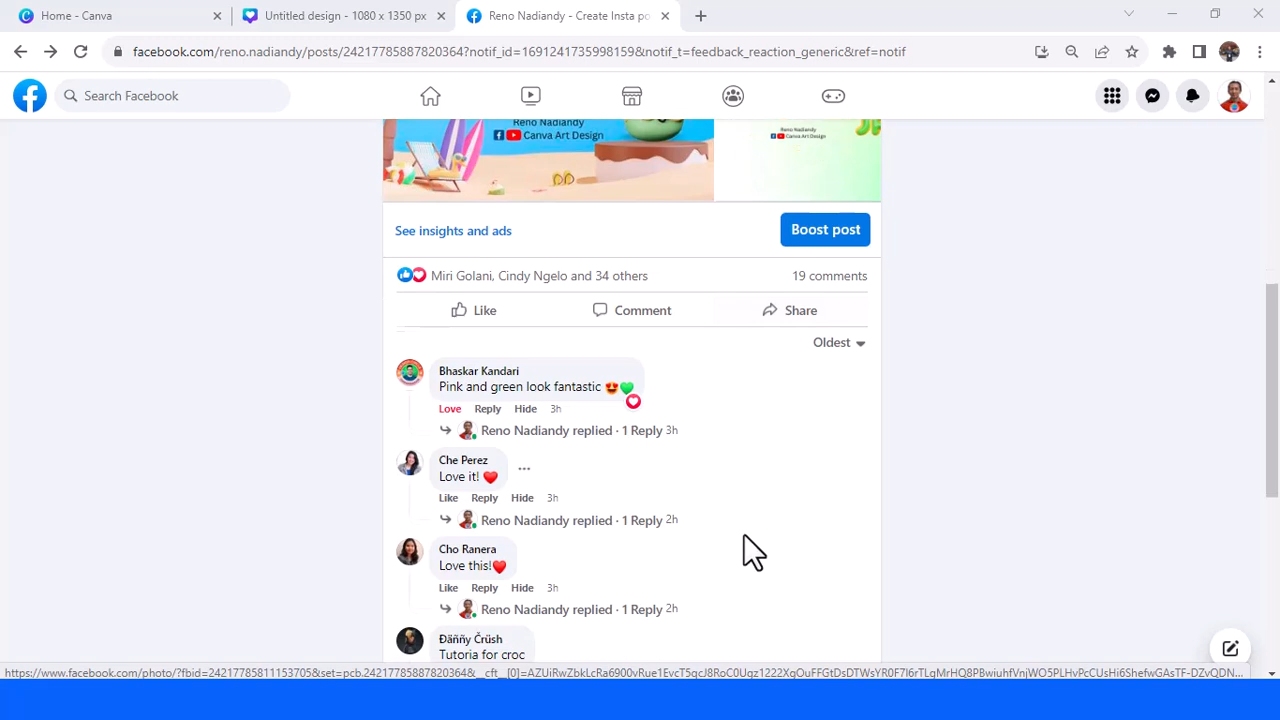 Home - Canva
Untitled design - 1080 x 1350 px
Reno Nadiandy - Create Insta po
facebook.com/reno.nadiandy/posts/24217785887820364?notif_id=1691241735998159&notif_t=feedback_reaction_generic&ref=notif
Search Facebook
Reno Nadiandy
Canva Art Design
Reno Nadiandy
Canva Art Design
See insights and ads
Boost post
Miri Golani, Cindy Ngelo and 34 others
19 comments
Like Comment Share
Oldest
Bhaskar Kandari
Pink and green look fantastic 😍💚
Love Reply Hide 3h
Reno Nadiandy replied · 1 Reply 3h
Che Perez
Love it! ♥️
Like Reply Hide 3h
Reno Nadiandy replied · 1 Reply 2h
Cho Ranera
Love this!♥️
Like Reply Hide 3h
Reno Nadiandy replied · 1 Reply 2h
Đäññy Črüsh
Tutoria for croc